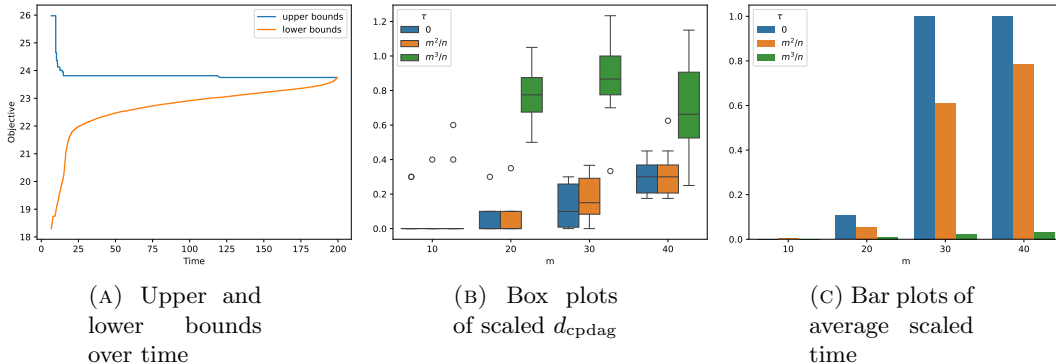 26
25
24
23
22
21
20
19
18
Objective
0
25
50
75
100
125
150
175
200
Time
upper bounds
lower bounds
(A) Upper and
lower bounds
over time
1.2
1.0
0.8
0.6
0.4
0.2
0.0
τ
0
m²/n
m³/n
10
20
30
40
m
(B) Box plots
of scaled d_cpdag
1.0
0.8
0.6
0.4
0.2
0.0
τ
0
m²/n
m³/n
10
20
30
40
m
(C) Bar plots of
average scaled
time